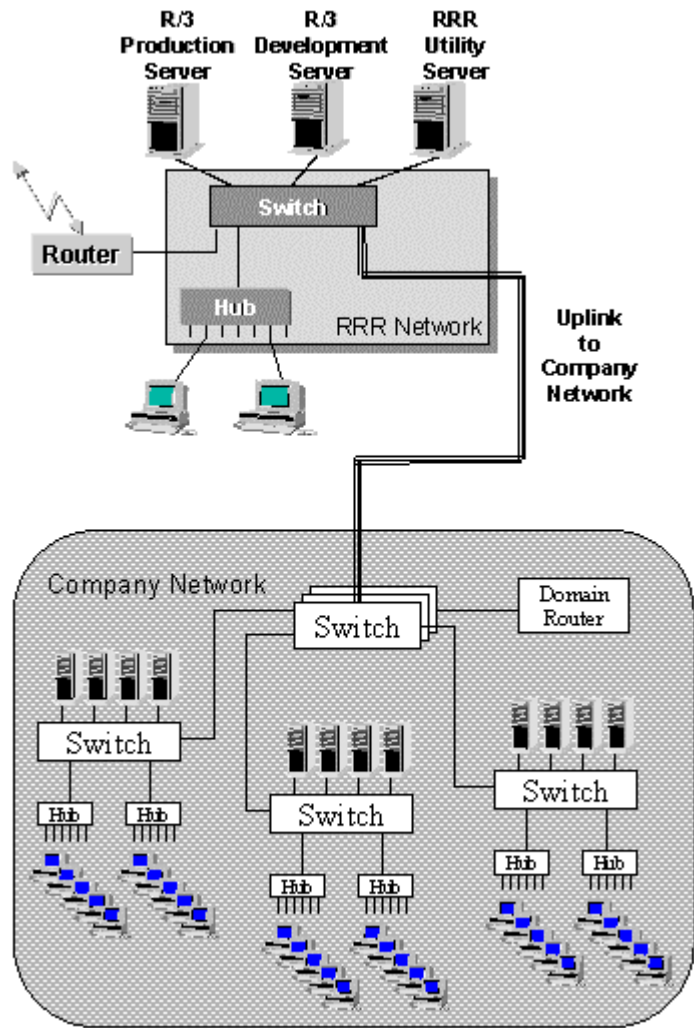 R/3
Production
Server
R/3
Development
Server
RRR
Utility
Server
Switch
Router
Hub
RRR Network
Uplink
to
Company
Network
Company Network
Switch
Domain
Router
Switch
Hub
Hub
Switch
Hub
Hub
Switch
Hub
Hub